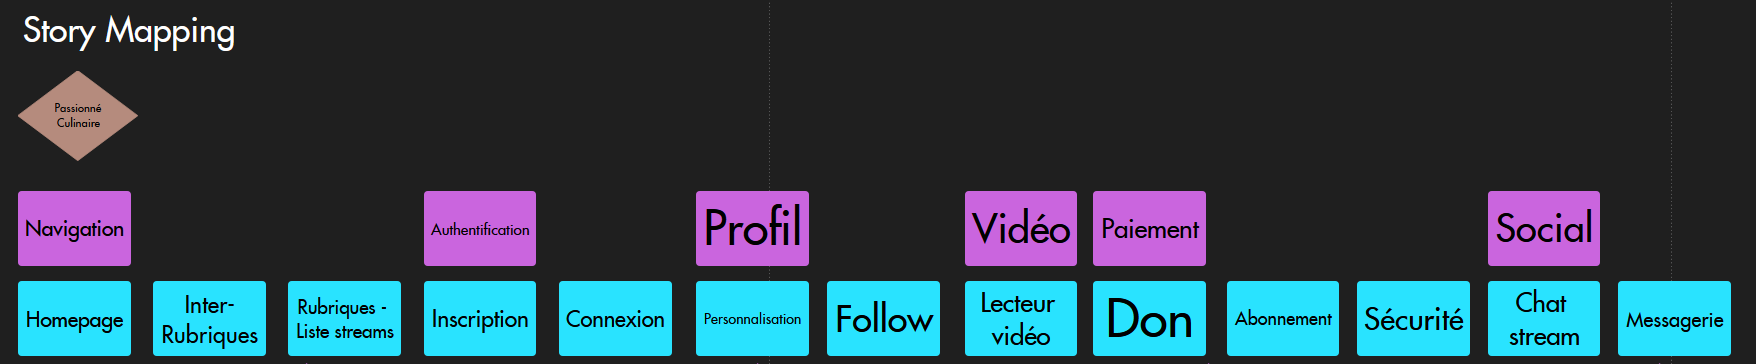 Story Mapping
Passionné
Culinaire
Navigation
Authentification
Profil
Vidéo
Paiement
Social
Homepage
Inter-
Rubriques
Rubriques -
Liste streams
Inscription
Connexion
Personnalisation
Follow
Lecteur
vidéo
Don
Abonnement
Sécurité
Chat
stream
Messagerie